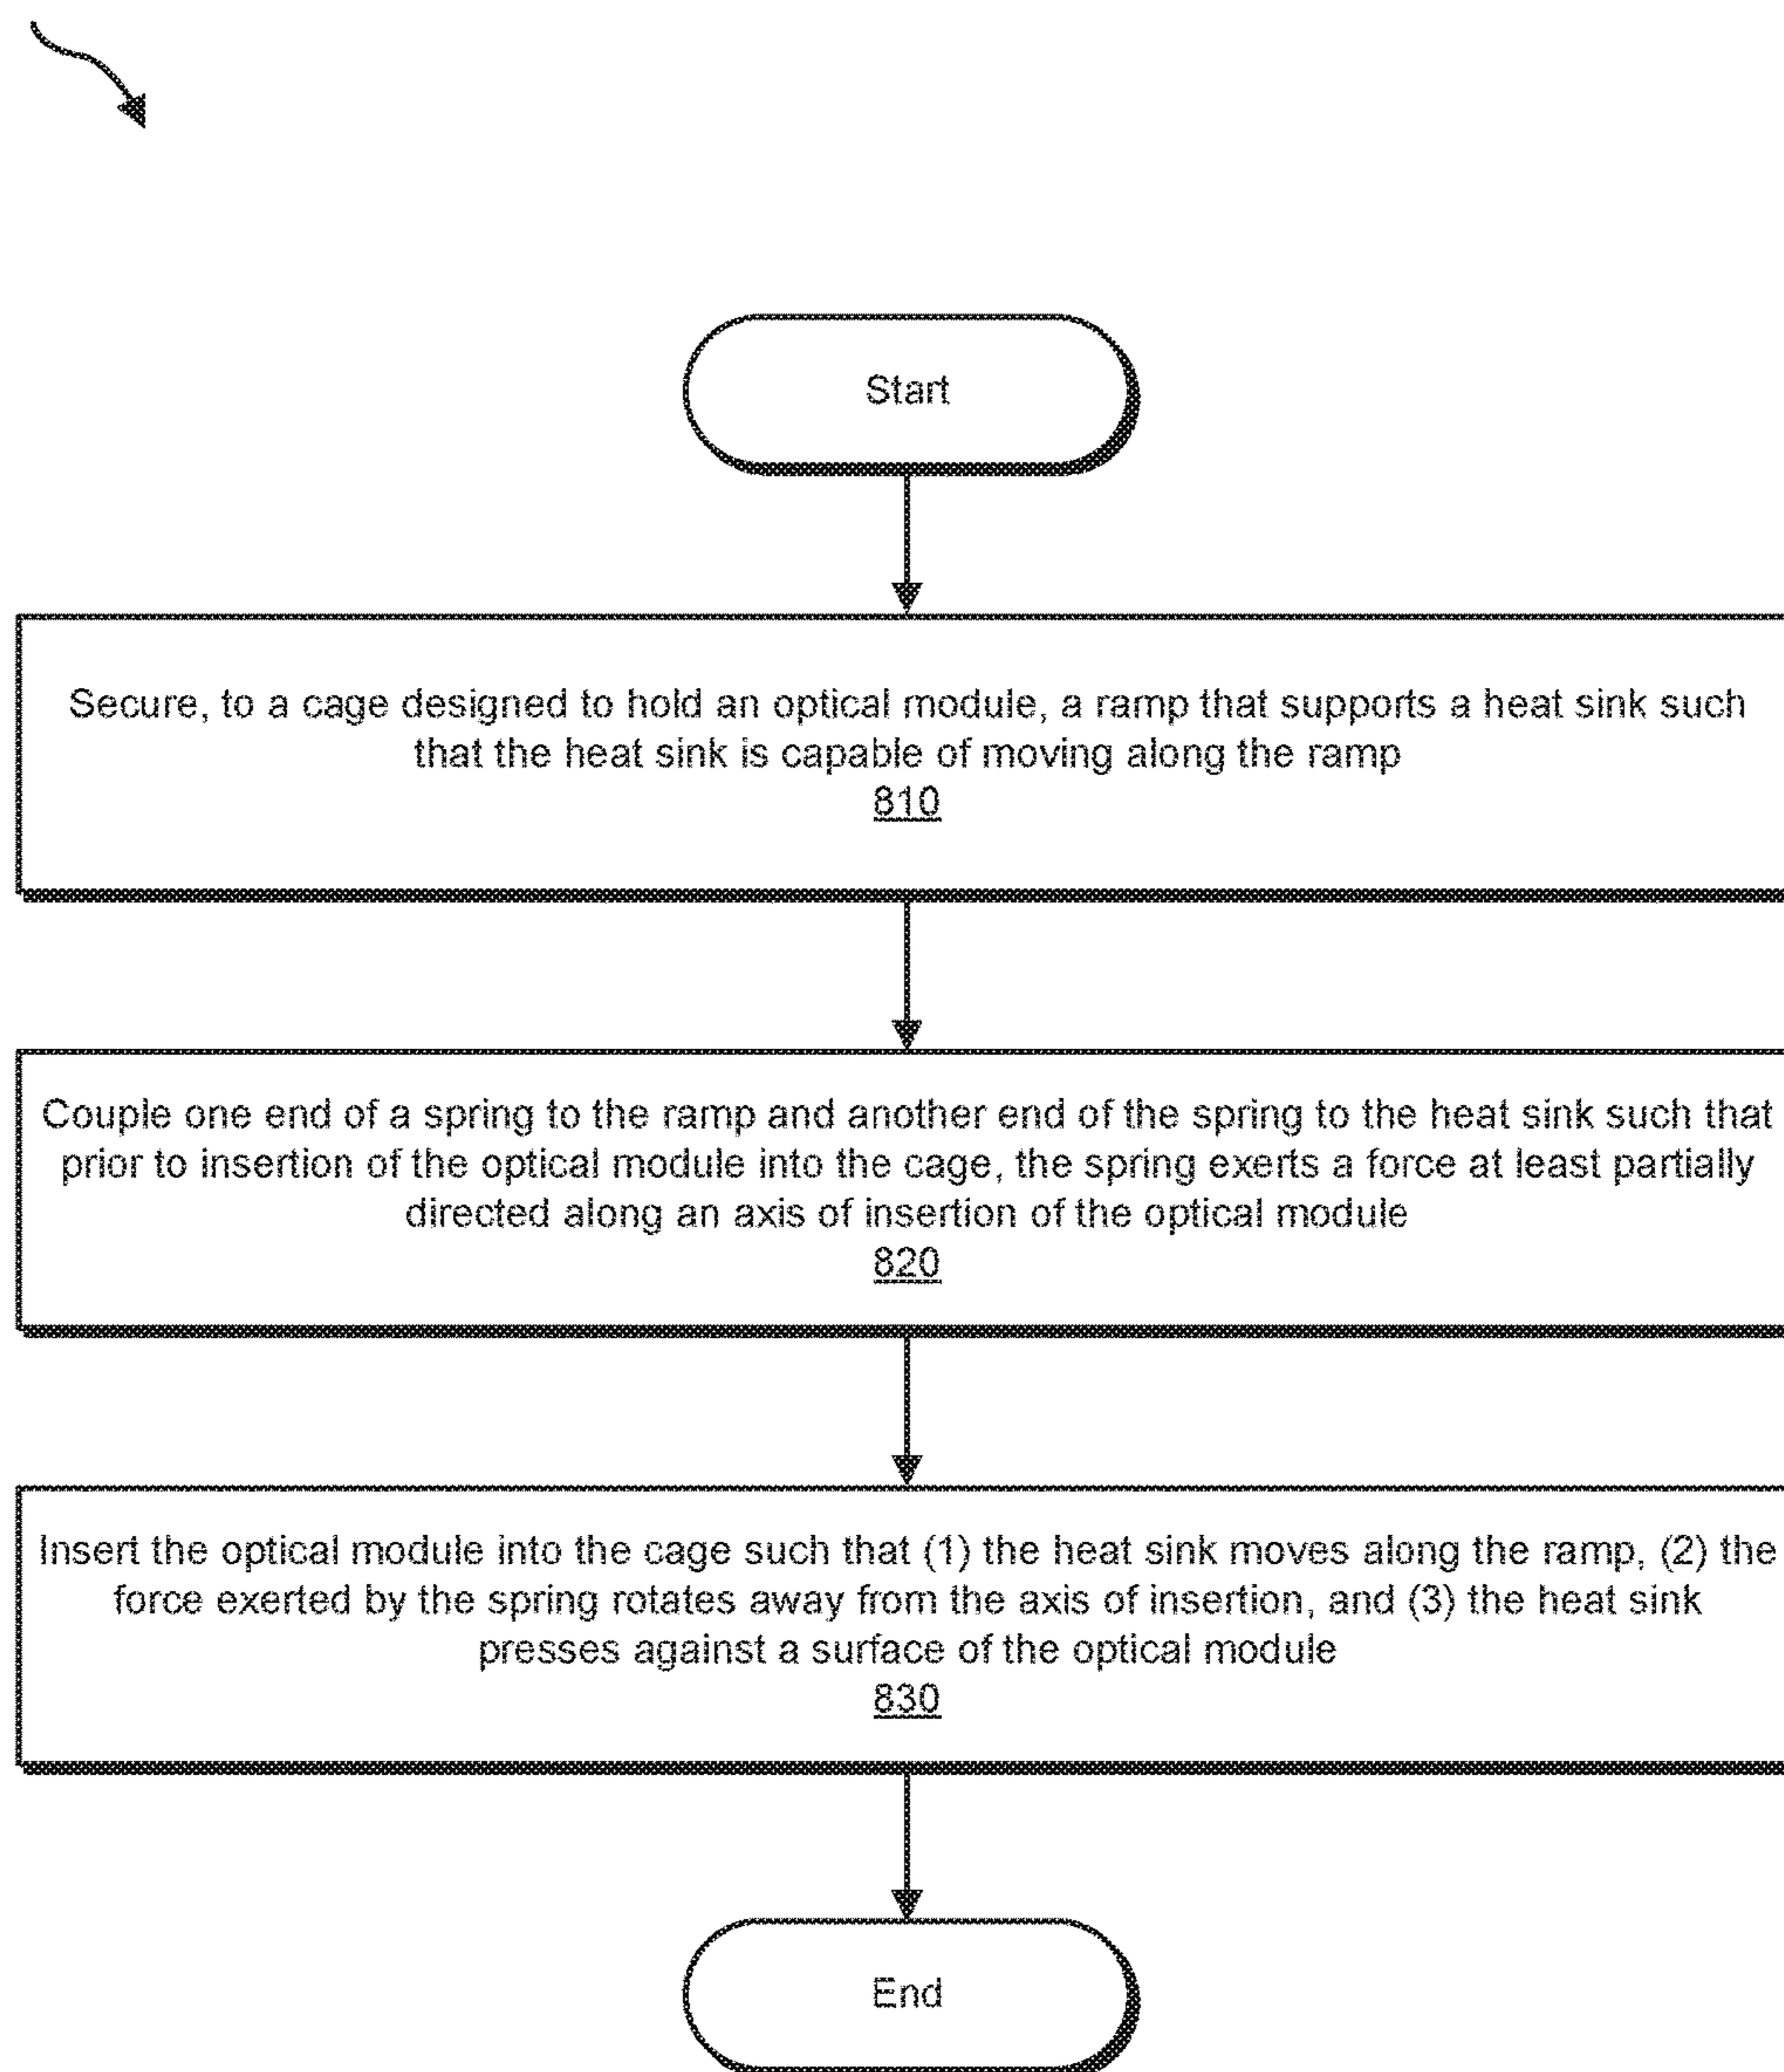 Start
Secure, to a cage designed to hold an optical module, a ramp that supports a heat sink such
that the heat sink is capable of moving along the ramp
810
Couple one end of a spring to the ramp and another end of the spring to the heat sink such that
prior to insertion of the optical module into the cage, the spring exerts a force at least partially
directed along an axis of insertion of the optical module
820
Insert the optical module into the cage such that (1) the heat sink moves along the ramp, (2) the
force exerted by the spring rotates away from the axis of insertion, and (3) the heat sink
presses against a surface of the optical module
830
End